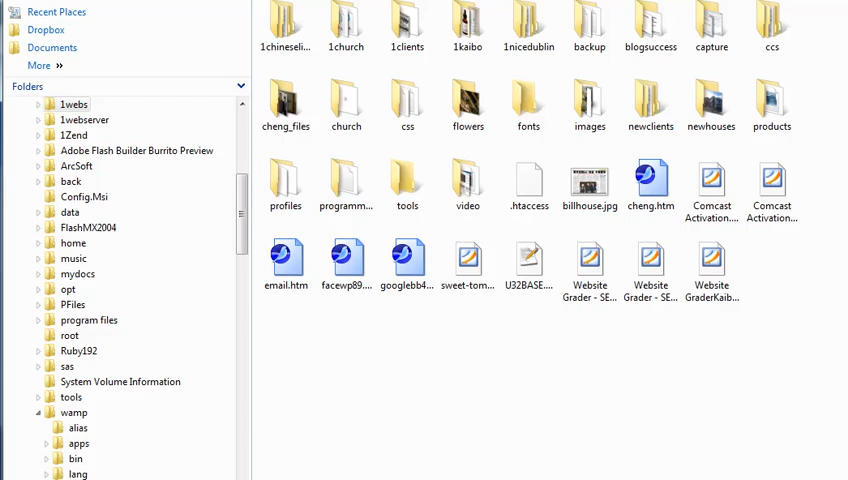 Recent Places
Dropbox
Documents
More »
Folders
1webs
1webserver
1Zend
Adobe Flash Builder Burrito Preview
ArcSoft
back
Config.Msi
data
FlashMX2004
home
music
mydocs
opt
PFiles
program files
root
Ruby192
sas
System Volume Information
tools
wamp
alias
apps
bin
lang
1chineseli...
1church
1clients
1kaibo
1nicedublin
backup
blogsuccess
capture
ccs
cheng_files
church
css
flowers
fonts
images
newclients
newhouses
products
profiles
programm...
tools
video
.htaccess
billhouse.jpg
cheng.htm
Comcast
Activation....
Comcast
Activation...
email.htm
facewp89....
googlebb4...
sweet-tom...
U32BASE....
Website
Grader - SE...
Website
Grader - SE...
Website
GraderKaib...